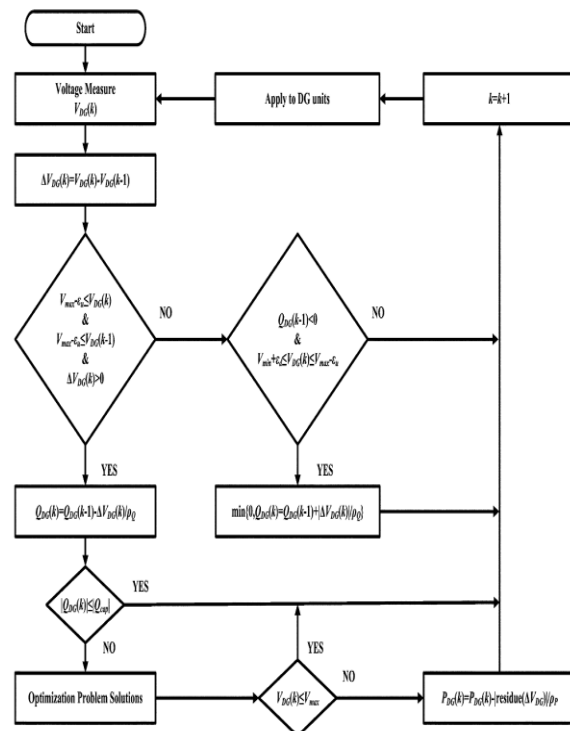 Start
Voltage Measure
V_DG(k)
Apply to DG units
k=k+1
ΔV_DG(k)=V_DG(k)-V_DG(k-1)
V_max-ε_u≤V_DG(k)
&
V_max-ε_u≤V_DG(k-1)
&
ΔV_DG(k)>0
NO
Q_DG(k-1)<0
&
V_min+ε_l≤V_DG(k)≤V_max-ε_u
NO
YES
YES
Q_DG(k)=Q_DG(k-1)-ΔV_DG(k)/ρ_Q
min{0,Q_DG(k)=Q_DG(k-1)+|ΔV_DG(k)|/ρ_Q}
|Q_DG(k)|≤|Q_cap|
YES
NO
YES
Optimization Problem Solutions
V_DG(k)≤V_max
NO
P_DG(k)=P_DG(k)-|residue(ΔV_DG)|/ρ_P